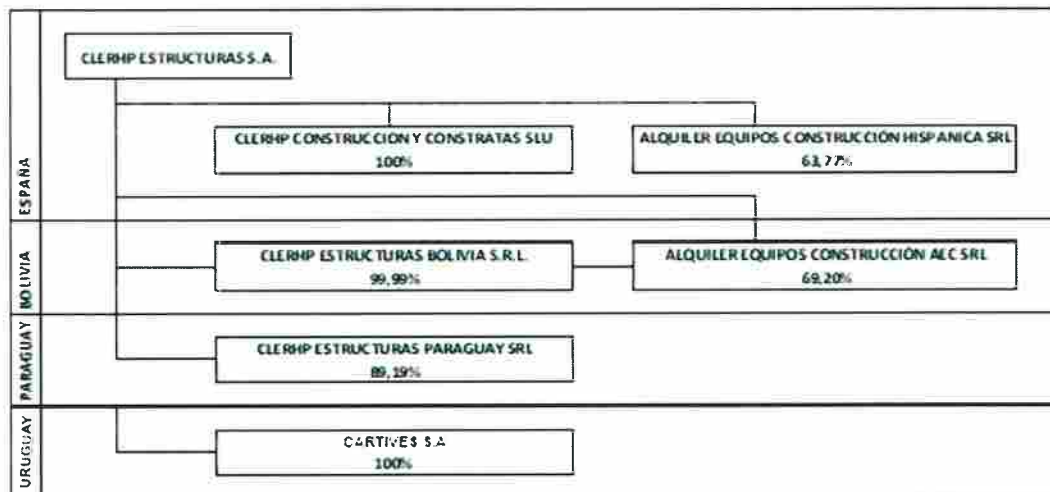 CLERHP ESTRUCTURAS S.A.
CLERHP CONSTRUCCION Y CONSTRATAS SLU
100%
ALQUILER EQUIPOS CONSTRUCCIÓN HISPANICA SRL
63,77%
ESPAÑA
CLERHP ESTRUCTURAS BOLIVIA S.R.L.
99,99%
ALQUILER EQUIPOS CONSTRUCCIÓN AEC SRL
69,20%
BOLIVIA
CLERHP ESTRUCTURAS PARAGUAY SRL
89,19%
PARAGUAY
CARTIVES S.A
100%
URUGUAY